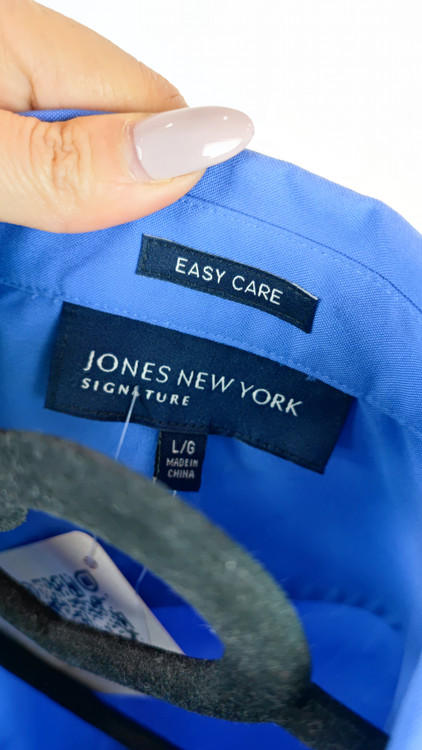 EASY CARE
JONES NEW YORK
SIGNATURE
L/G
MADE IN
CHINA